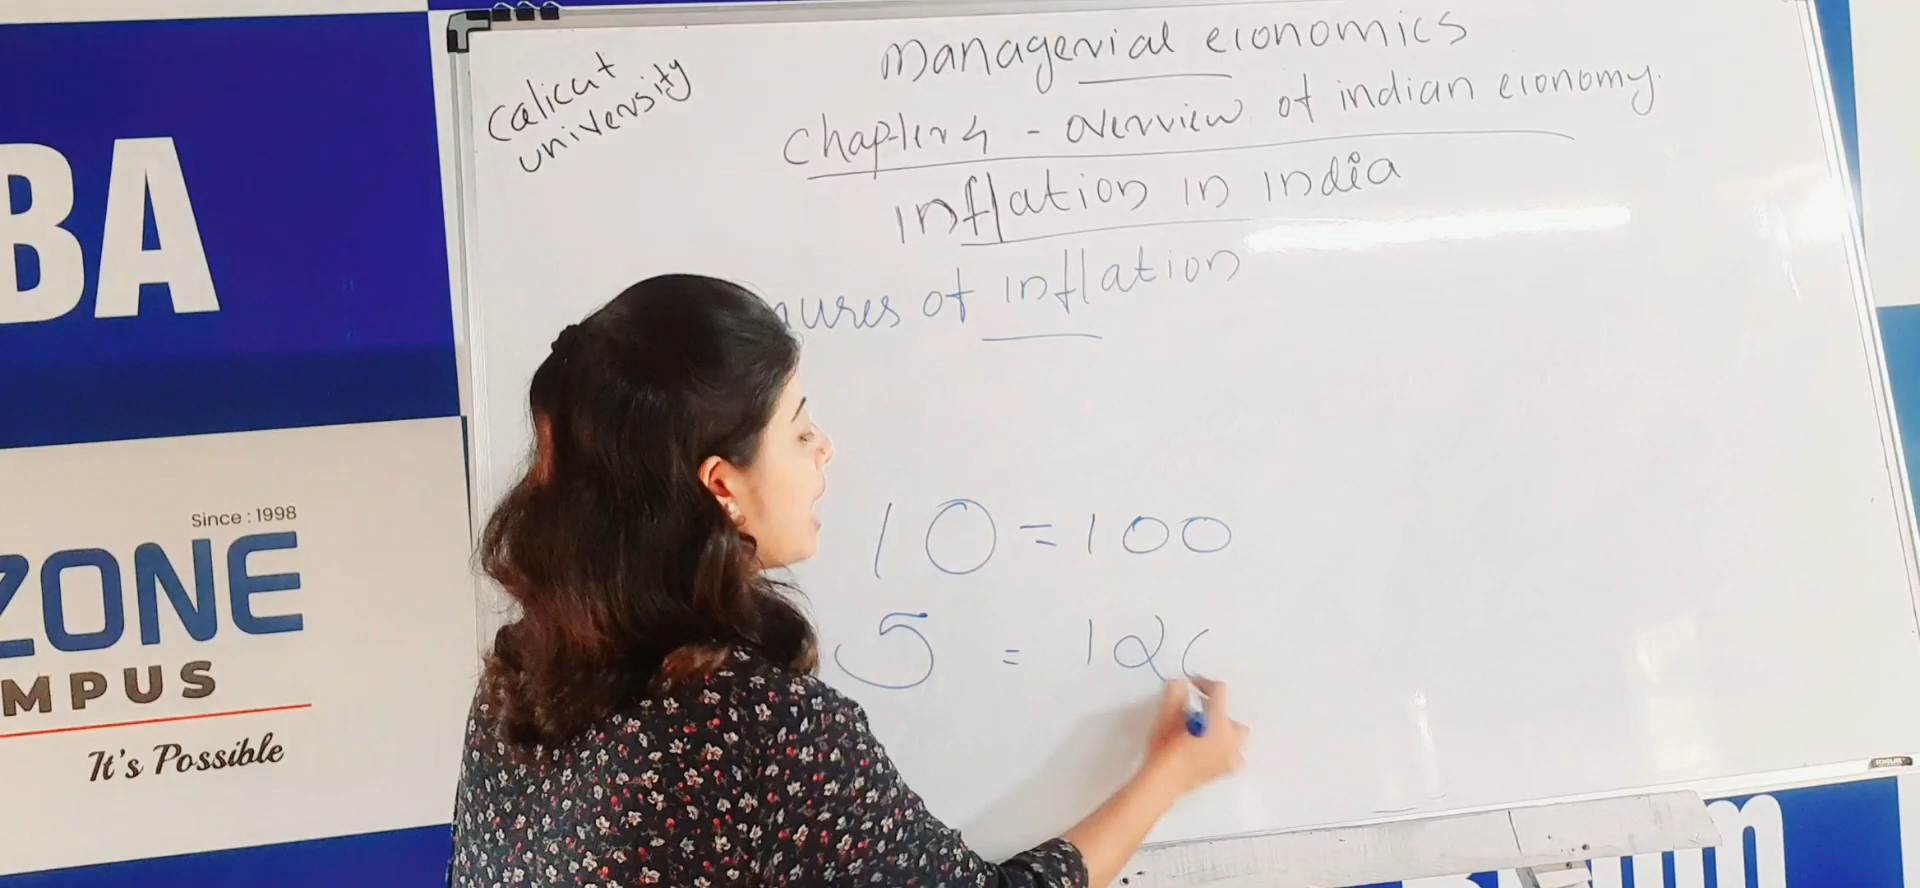 BA
Since : 1998
ZONE
MPUS
It's Possible
Calicut
university
Managerial economics
Chapter 4 - overview of indian economy.
inflation in india
of inflation
10 = 100
5 = 12
SCHOLAR